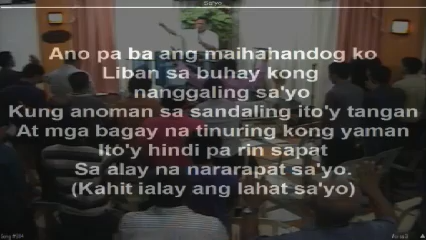 Sa'yo
Ano pa ba ang maihahandog ko
Liban sa buhay kong
nanggaling sa'yo
Kung anoman sa sandaling ito'y tangan
At mga bagay na tinuring kong yaman
Ito'y hindi pa rin sapat
Sa alay na nararapat sa'yo.
(Kahit ialay ang lahat sa'yo)